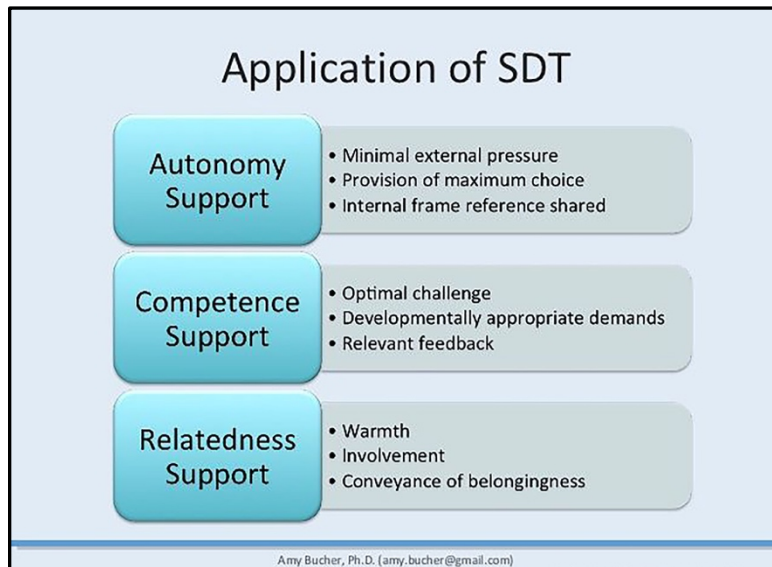 Application of SDT
Autonomy
Support
• Minimal external pressure
• Provision of maximum choice
• Internal frame reference shared
Competence
Support
• Optimal challenge
• Developmentally appropriate demands
• Relevant feedback
Relatedness
Support
• Warmth
• Involvement
• Conveyance of belongingness
Amy Bucher, Ph.D. (amy.bucher@gmail.com)